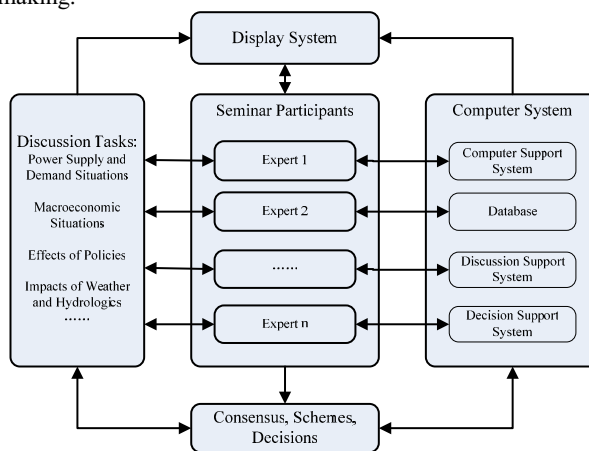 making.
Display System
Discussion Tasks:
Power Supply and
Demand Situations
Macroeconomic
Situations
Effects of Policies
Impacts of Weather
and Hydrologics
……
Seminar Participants
Expert 1
Expert 2
……
Expert n
Computer System
Computer Support
System
Database
Discussion Support
System
Decision Support
System
Consensus, Schemes,
Decisions